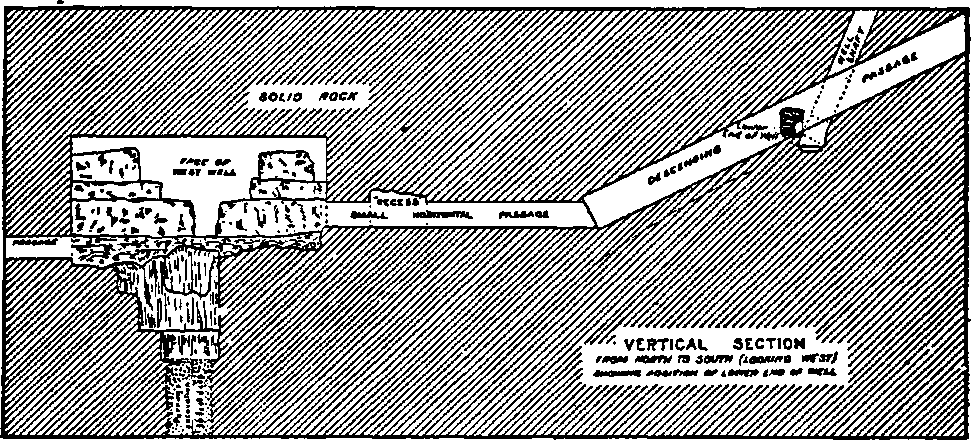 SOLID ROCK
FACE OF
WEST WELL
PASSAGE
RECESS
SMALL HORIZONTAL PASSAGE
DESCENDING
PASSAGE
WELL
SHAFT
LOWER
END OF WELL
VERTICAL SECTION
FROM NORTH TO SOUTH (LOOKING WEST)
SHOWING POSITION OF LOWER END OF WELL